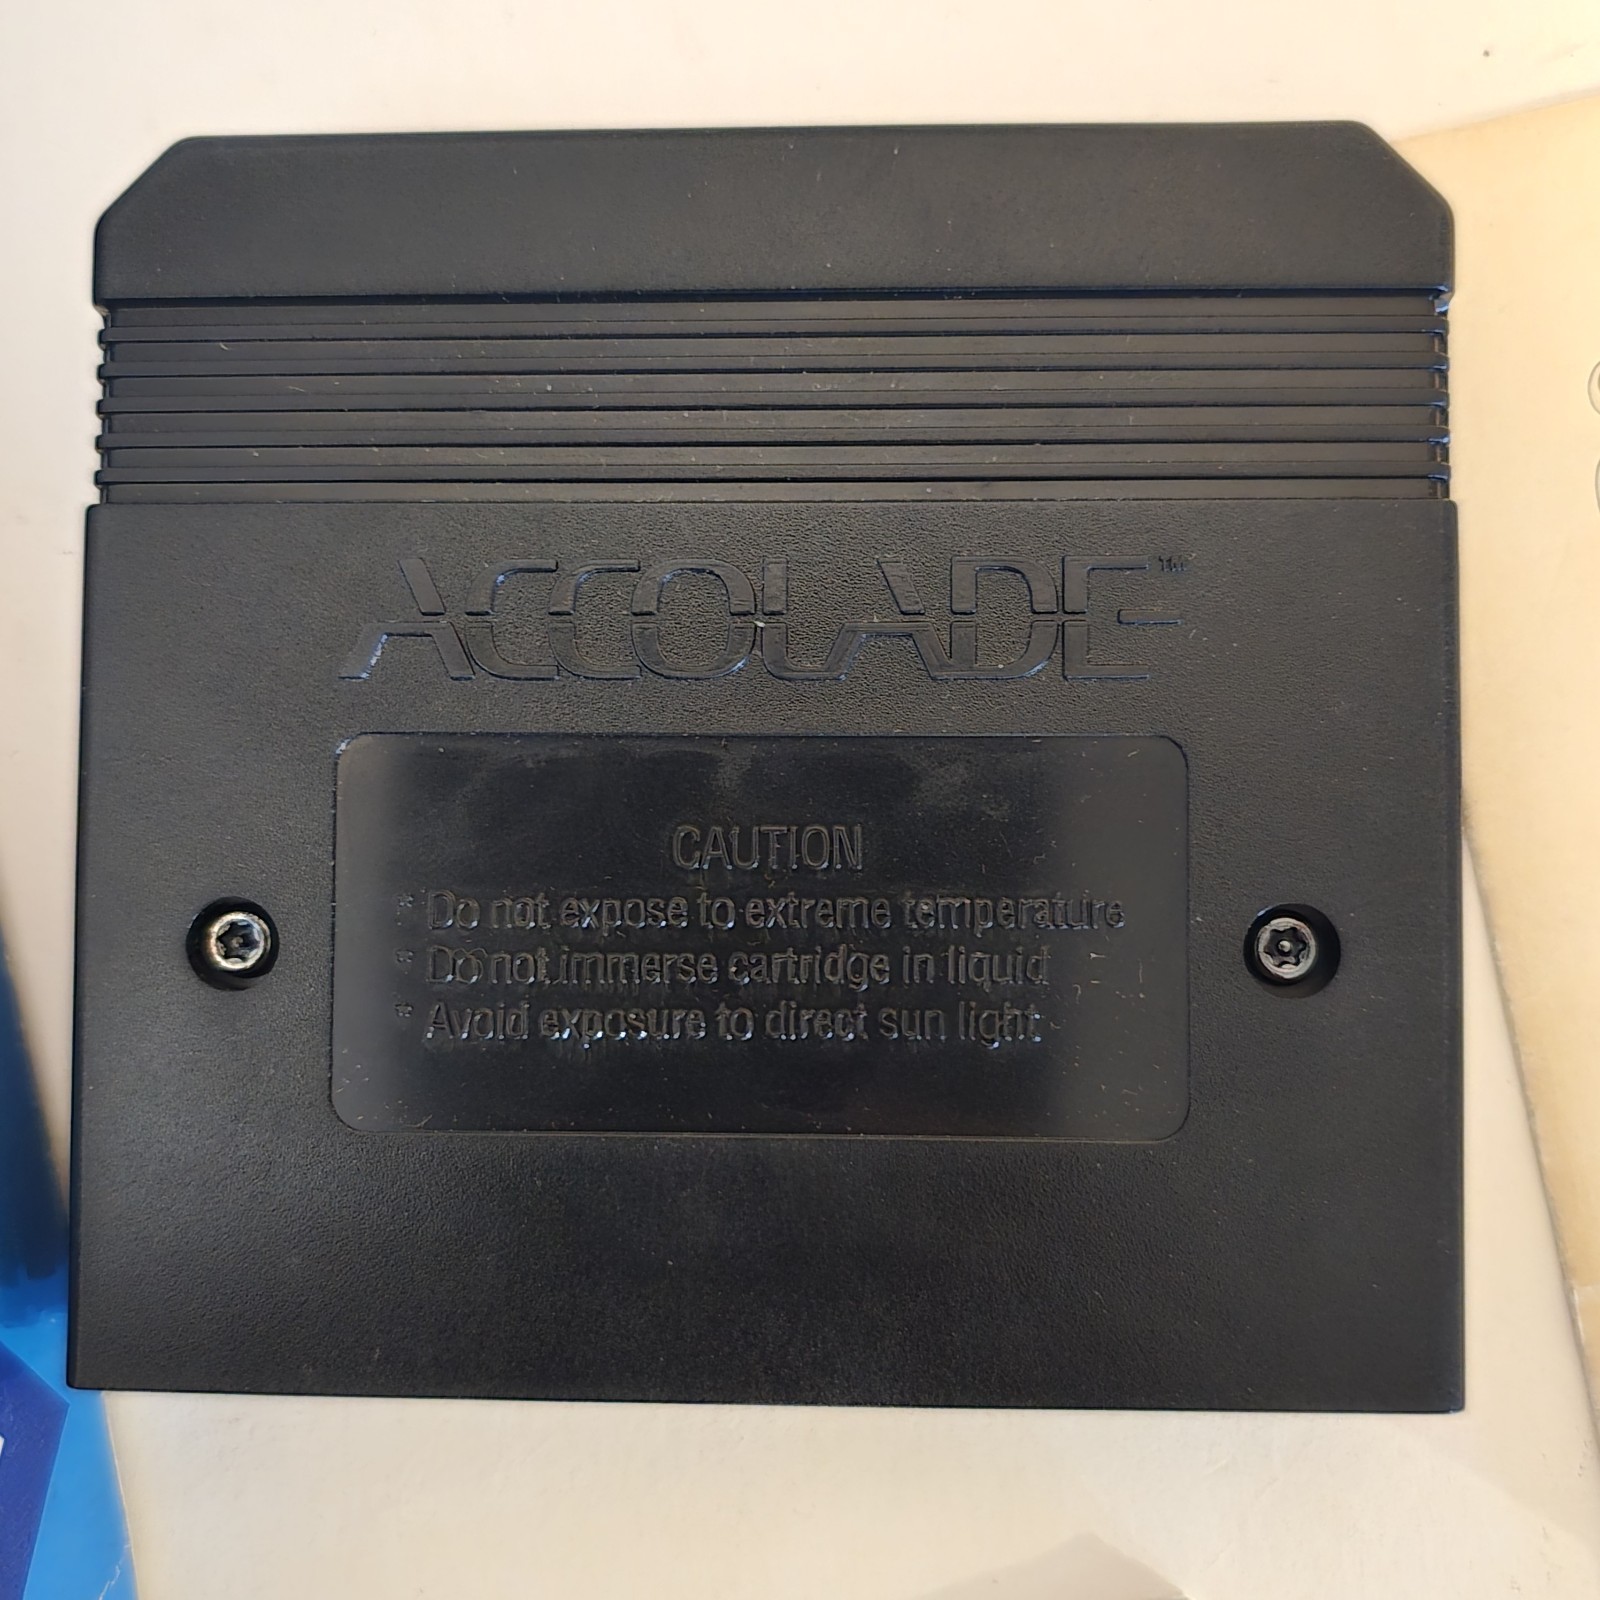 ACCOLADE™
CAUTION
* Do not expose to extreme temperature
* Do not immerse cartridge in liquid
* Avoid exposure to direct sun light